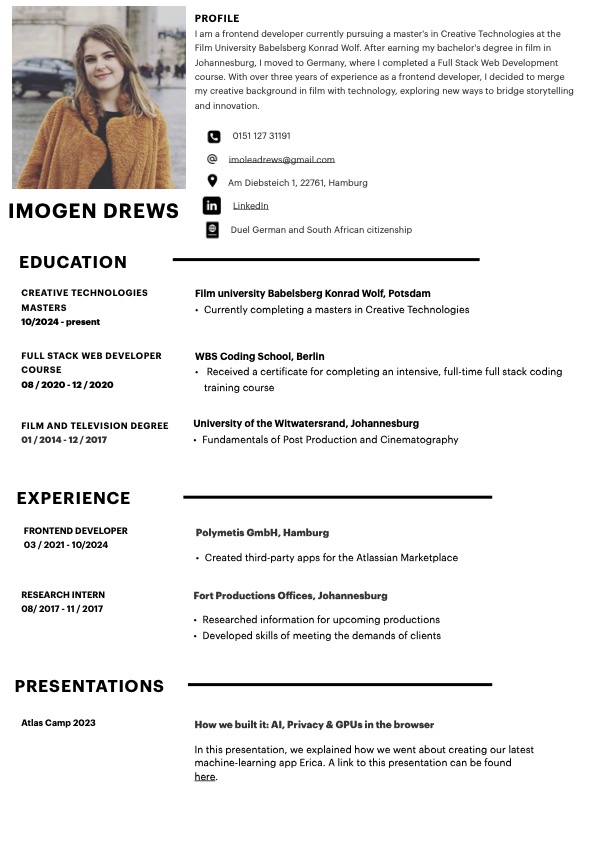 PROFILE
I am a frontend developer currently pursuing a master's in Creative Technologies at the
Film University Babelsberg Konrad Wolf. After earning my bachelor's degree in film in
Johannesburg, I moved to Germany, where I completed a Full Stack Web Development
course. With over three years of experience as a frontend developer, I decided to merge
my creative background in film with technology, exploring new ways to bridge storytelling
and innovation.
0151 127 31191
@ imoleadrews@gmail.com
Am Diebsteich 1, 22761, Hamburg
in LinkedIn
Duel German and South African citizenship
IMOGEN DREWS
EDUCATION
CREATIVE TECHNOLOGIES
MASTERS
10/2024 - present
Film university Babelsberg Konrad Wolf, Potsdam
• Currently completing a masters in Creative Technologies
FULL STACK WEB DEVELOPER
COURSE
08 / 2020 - 12 / 2020
WBS Coding School, Berlin
• Received a certificate for completing an intensive, full-time full stack coding
training course
FILM AND TELEVISION DEGREE
01 / 2014 - 12 / 2017
University of the Witwatersrand, Johannesburg
• Fundamentals of Post Production and Cinematography
EXPERIENCE
FRONTEND DEVELOPER
03 / 2021 - 10/2024
Polymetis GmbH, Hamburg
• Created third-party apps for the Atlassian Marketplace
RESEARCH INTERN
08/ 2017 - 11 / 2017
Fort Productions Offices, Johannesburg
• Researched information for upcoming productions
• Developed skills of meeting the demands of clients
PRESENTATIONS
Atlas Camp 2023
How we built it: AI, Privacy & GPUs in the browser
In this presentation, we explained how we went about creating our latest
machine-learning app Erica. A link to this presentation can be found
here.